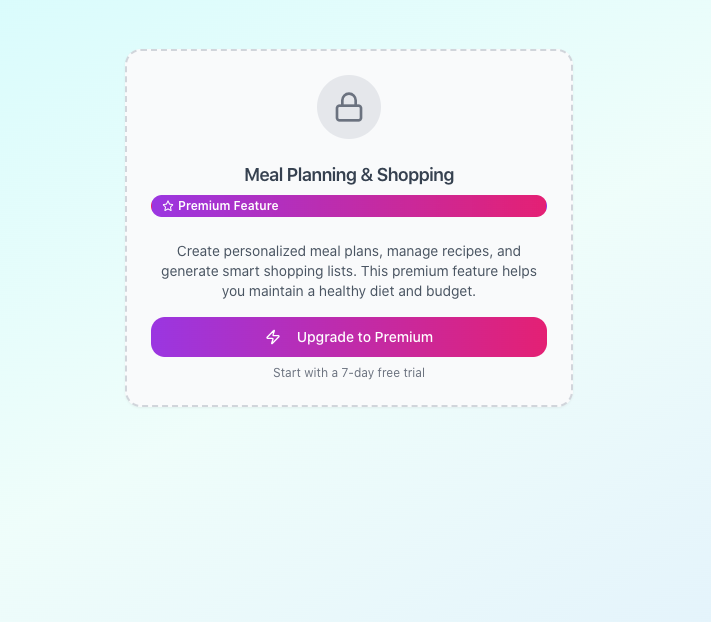 Meal Planning & Shopping
Premium Feature
Create personalized meal plans, manage recipes, and
generate smart shopping lists. This premium feature helps
you maintain a healthy diet and budget.
Upgrade to Premium
Start with a 7-day free trial